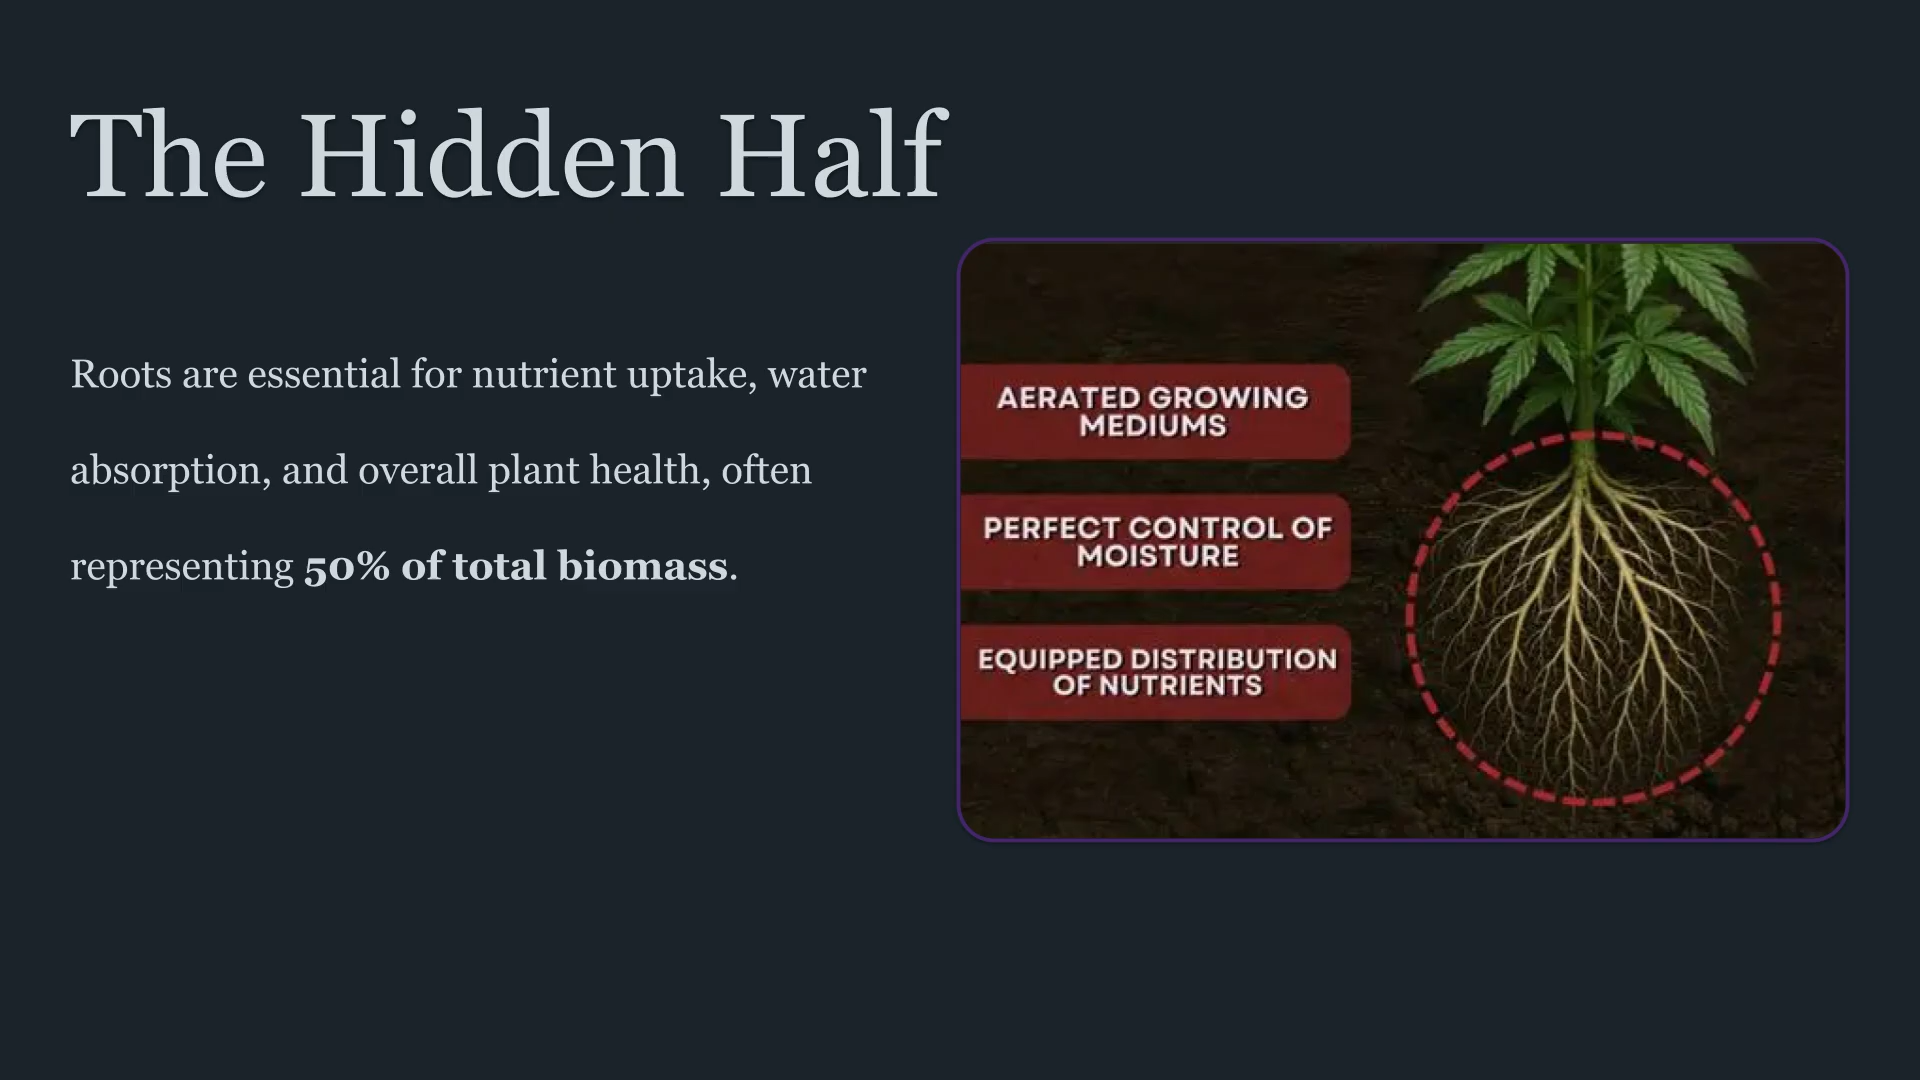 The Hidden Half
Roots are essential for nutrient uptake, water
absorption, and overall plant health, often
representing 50% of total biomass.
AERATED GROWING
MEDIUMS
PERFECT CONTROL OF
MOISTURE
EQUIPPED DISTRIBUTION
OF NUTRIENTS